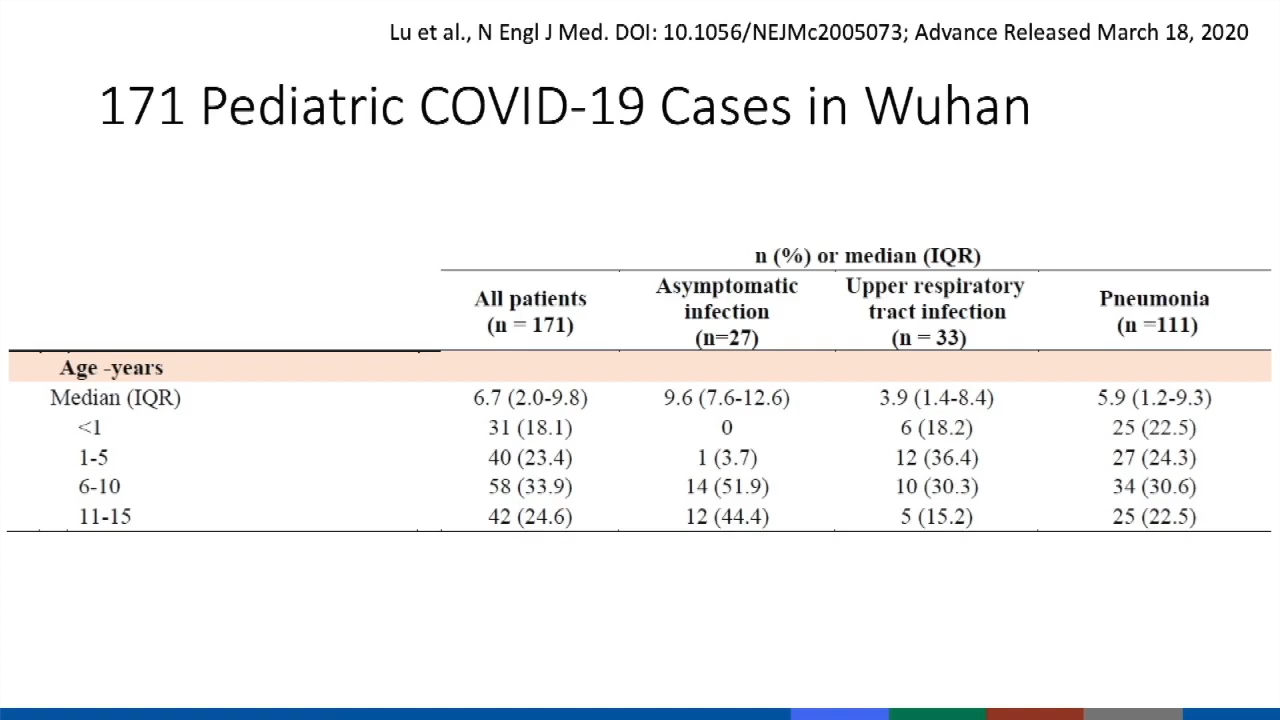 Lu et al., N Engl J Med. DOI: 10.1056/NEJMc2005073; Advance Released March 18, 2020
171 Pediatric COVID-19 Cases in Wuhan
n (%) or median (IQR)
All patients (n = 171) Asymptomatic infection (n=27) Upper respiratory tract infection (n = 33) Pneumonia (n =111)
Age -years
Median (IQR) 6.7 (2.0-9.8) 9.6 (7.6-12.6) 3.9 (1.4-8.4) 5.9 (1.2-9.3)
<1 31 (18.1) 0 6 (18.2) 25 (22.5)
1-5 40 (23.4) 1 (3.7) 12 (36.4) 27 (24.3)
6-10 58 (33.9) 14 (51.9) 10 (30.3) 34 (30.6)
11-15 42 (24.6) 12 (44.4) 5 (15.2) 25 (22.5)